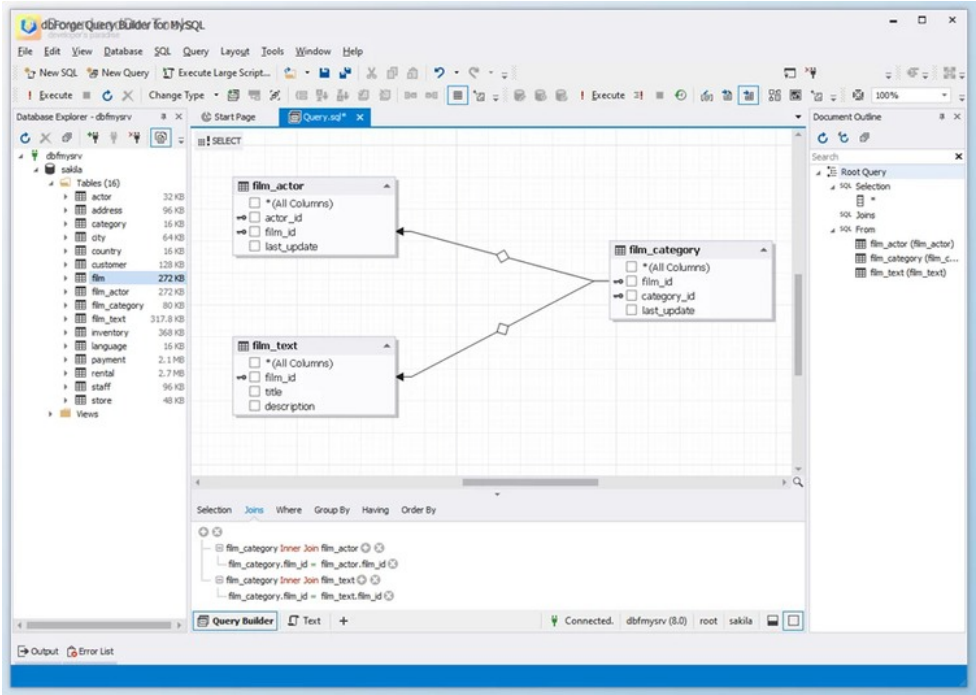 dbForge Query Builder for MySQL
File Edit View Database SQL Query Layout Tools Window Help
New SQL New Query Execute Large Script...
Execute Change Type Execute 100%
Database Explorer - dbfmysrv
dbfmysrv
sakila
Tables (16)
actor 32 KB
address 96 KB
category 16 KB
city 64 KB
country 16 KB
customer 128 KB
film 272 KB
film_actor 272 KB
film_category 80 KB
film_text 317.8 KB
inventory 368 KB
language 16 KB
payment 2.1 MB
rental 2.7 MB
staff 96 KB
store 48 KB
Views
Start Page Query.sql*
SELECT
film_actor
* (All Columns)
actor_id
film_id
last_update
film_category
* (All Columns)
film_id
category_id
last_update
film_text
* (All Columns)
film_id
title
description
Selection Joins Where Group By Having Order By
film_category Inner Join film_actor
film_category.film_id = film_actor.film_id
film_category Inner Join film_text
film_category.film_id = film_text.film_id
Query Builder Text + Connected. dbfmysrv (8.0) root sakila
Document Outline
Search
Root Query
SQL Selection
*
SQL Joins
SQL From
film_actor (film_actor)
film_category (film_c...
film_text (film_text)
Output Error List